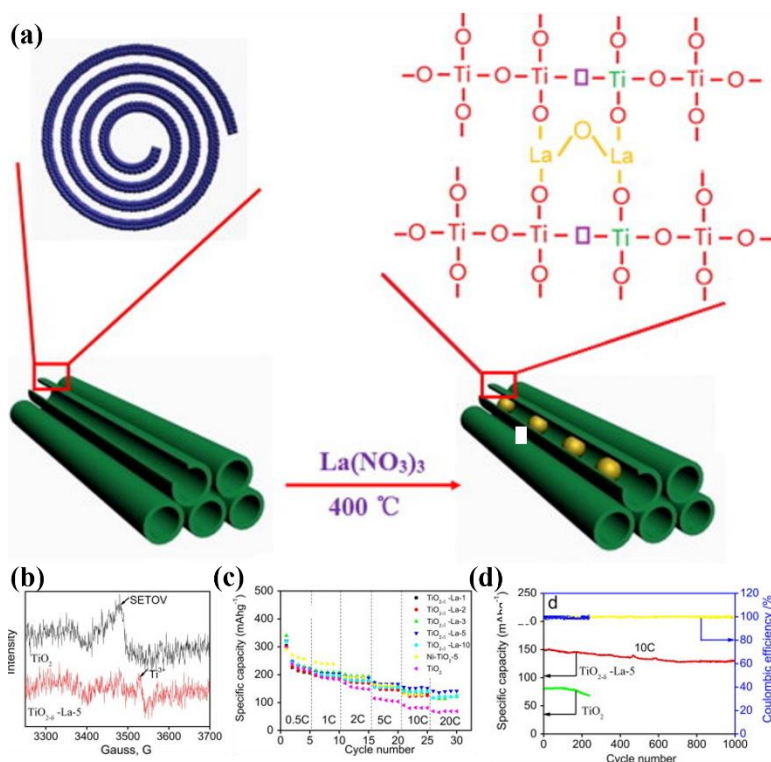 (a)
O O O O
O Ti O Ti □ Ti O Ti O
O O O O
La O La
O O O O
O Ti O Ti □ Ti O Ti O
O O O O
La(NO₃)₃
400 ℃
(b)
SETOV
TiO₂
Ti³⁺
TiO₂₋δ -La-5
Intensity
3300 3400 3500 3600 3700
Gauss, G
(c)
500
400
300
200
100
0
Specific capacity (mAhg⁻¹)
TiO₂₋δ -La-1
TiO₂₋δ -La-2
TiO₂₋δ -La-3
TiO₂₋δ -La-5
TiO₂₋δ -La-10
Ni-TiO₂-5
TiO₂
0.5C 1C 2C 5C 10C 20C
0 5 10 15 20 25 30
Cycle number
(d)
d
250
0
150
100
50
0
Specific capacity
10C
TiO₂₋δ -La-5
TiO₂
0 200 400 600 800 1000
Cycle number
120
100
80
60
40
20
0
Coulombic efficiency (%)